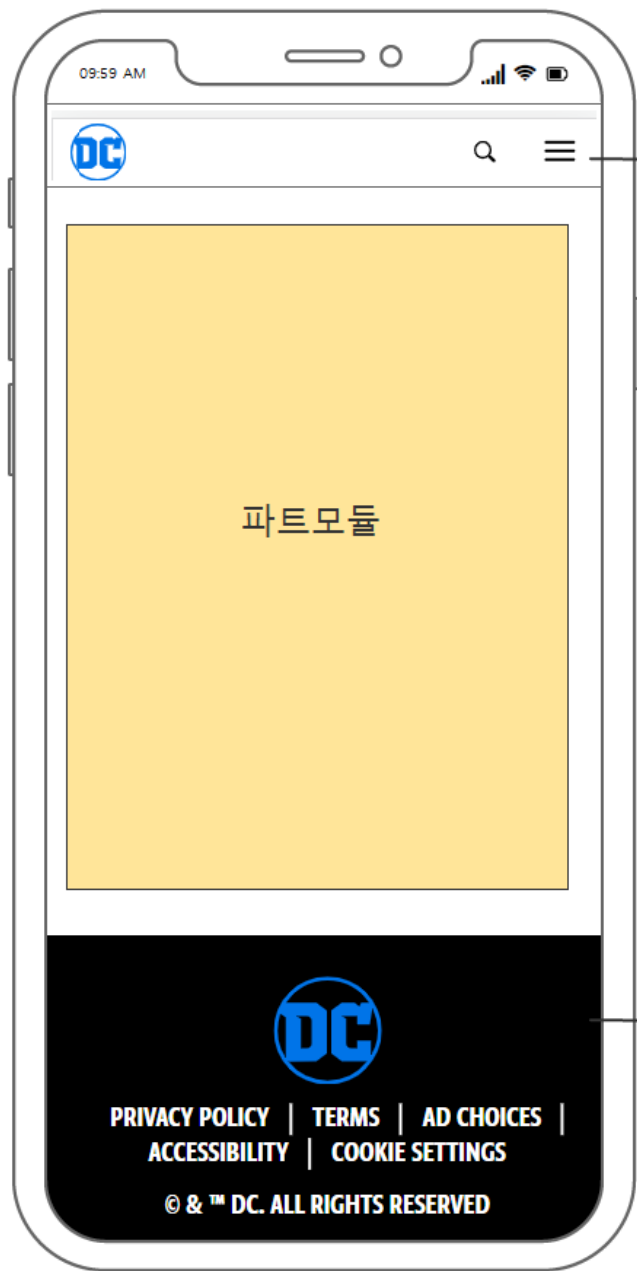 09:59 AM
DC
파트모듈
DC
PRIVACY POLICY | TERMS | AD CHOICES |
ACCESSIBILITY | COOKIE SETTINGS
© & ™ DC. ALL RIGHTS RESERVED